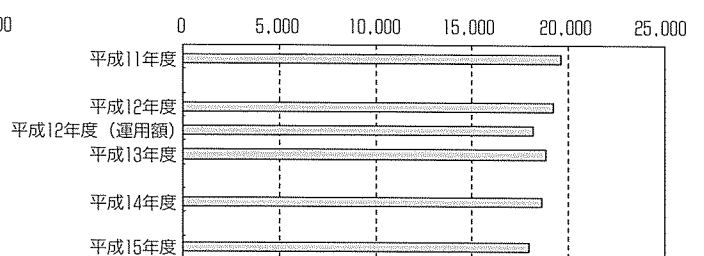 00
0 5,000 10,000 15,000 20,000 25,000
平成11年度
平成12年度
平成12年度（運用額）
平成13年度
平成14年度
平成15年度